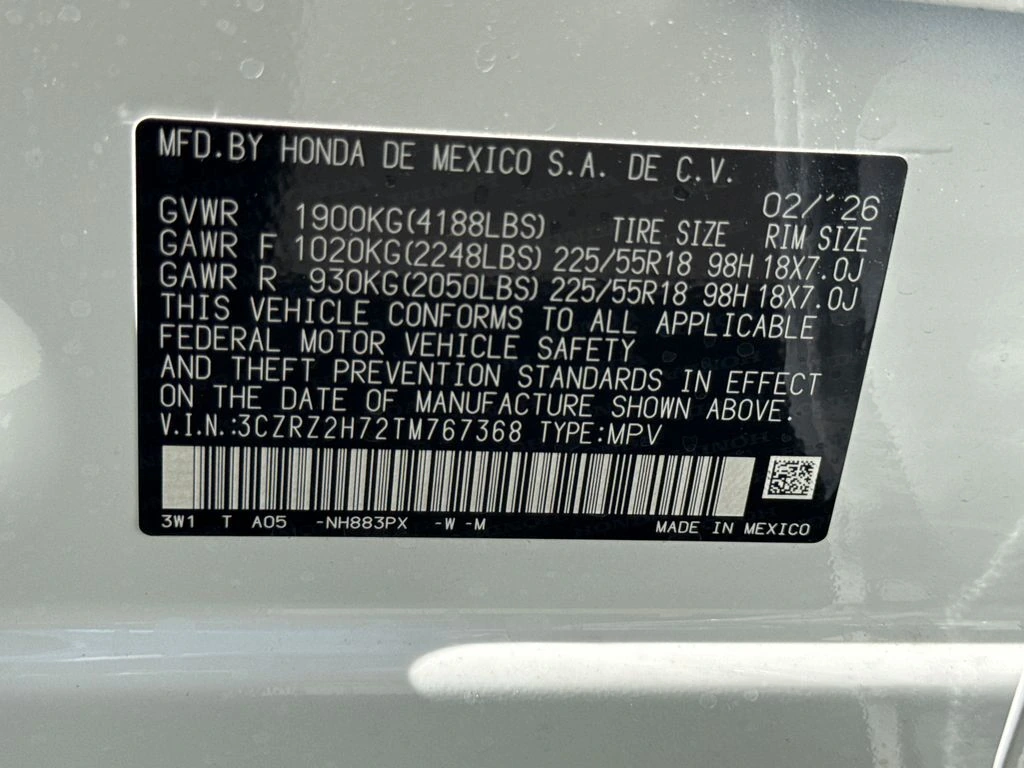 MFD.BY HONDA DE MEXICO S.A. DE C.V.
02/'26
GVWR 1900KG(4188LBS) TIRE SIZE RIM SIZE
GAWR F 1020KG(2248LBS) 225/55R18 98H 18X7.0J
GAWR R 930KG(2050LBS) 225/55R18 98H 18X7.0J
THIS VEHICLE CONFORMS TO ALL APPLICABLE
FEDERAL MOTOR VEHICLE SAFETY
AND THEFT PREVENTION STANDARDS IN EFFECT
ON THE DATE OF MANUFACTURE SHOWN ABOVE.
V.I.N.:3CZRZ2H72TM767368 TYPE:MPV
3W1 T A05 -NH883PX -W -M MADE IN MEXICO